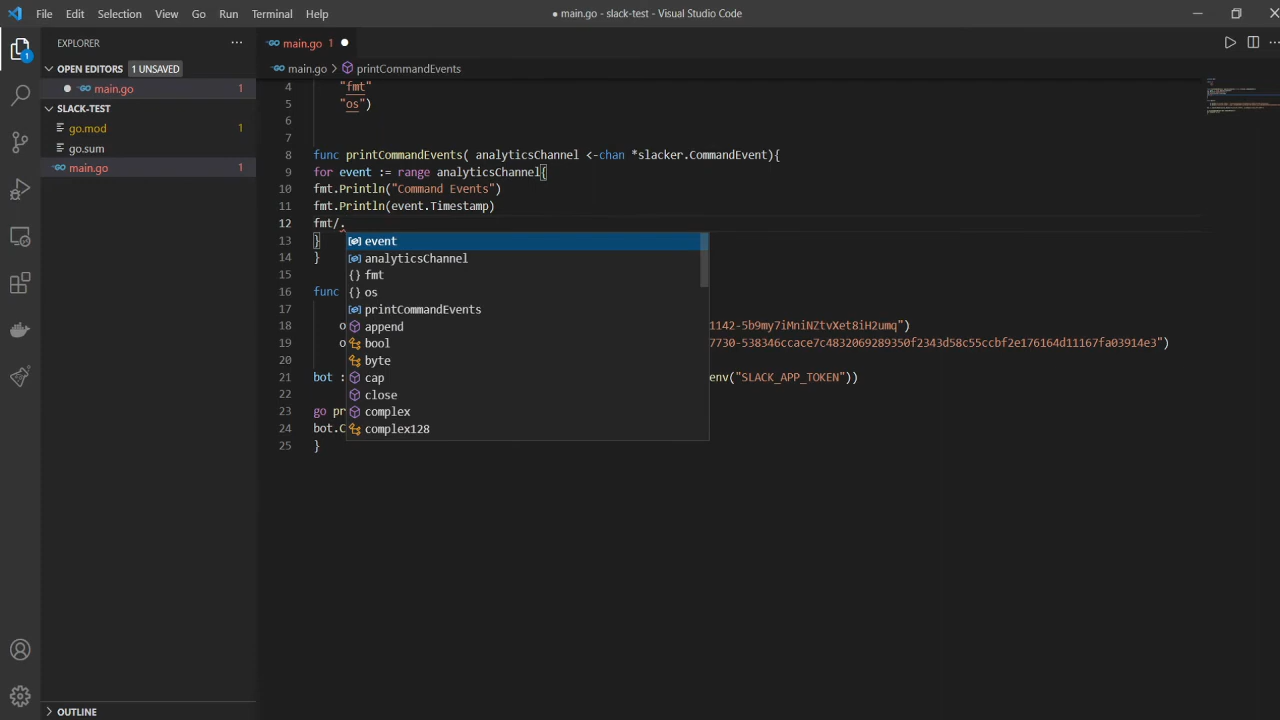 File Edit Selection View Go Run Terminal Help
● main.go - slack-test - Visual Studio Code
EXPLORER
main.go 1
OPEN EDITORS 1 UNSAVED
main.go > printCommandEvents
main.go 1
SLACK-TEST
go.mod 1
go.sum
main.go 1
4 "fmt"
5 "os")
6
7
8 func printCommandEvents( analyticsChannel <-chan *slacker.CommandEvent){
9 for event := range analyticsChannel{
10 fmt.Println("Command Events")
11 fmt.Println(event.Timestamp)
12 fmt/.
13 }
14 }
15
16 func
17
18 o 1142-5b9my7iMniNZtvXet8iH2umq")
19 o 7730-538346ccace7c4832069289350f2343d58c55ccbf2e176164d11167fa03914e3")
20
21 bot : env("SLACK_APP_TOKEN"))
22
23 go pr
24 bot.C
25 }
event
analyticsChannel
fmt
os
printCommandEvents
append
bool
byte
cap
close
complex
complex128
OUTLINE